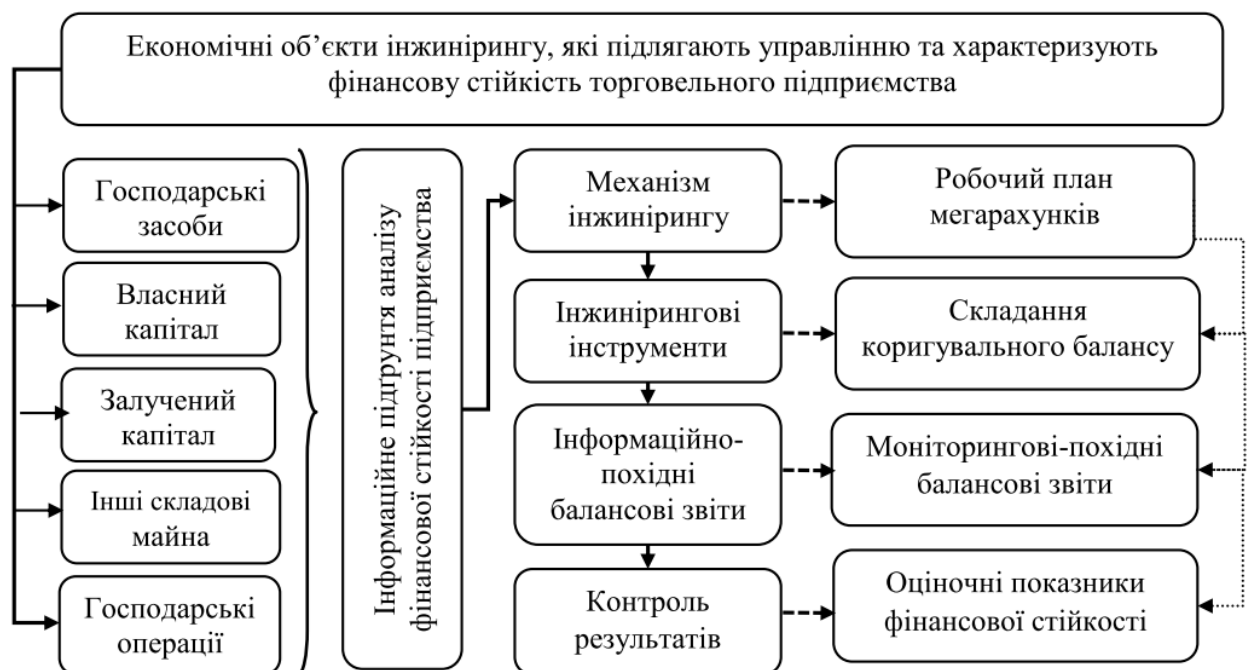 Економічні об’єкти інжинірингу, які підлягають управлінню та характеризують
фінансову стійкість торговельного підприємства
Господарські
засоби
Власний
капітал
Залучений
капітал
Інші складові
майна
Господарські
операції
Інформаційне підґрунтя аналізу
фінансової стійкості підприємства
Механізм
інжинірингу
Інжинірингові
інструменти
Інформаційно-
похідні
балансові звіти
Контроль
результатів
Робочий план
мегарахунків
Складання
коригувального балансу
Моніторингові-похідні
балансові звіти
Оціночні показники
фінансової стійкості